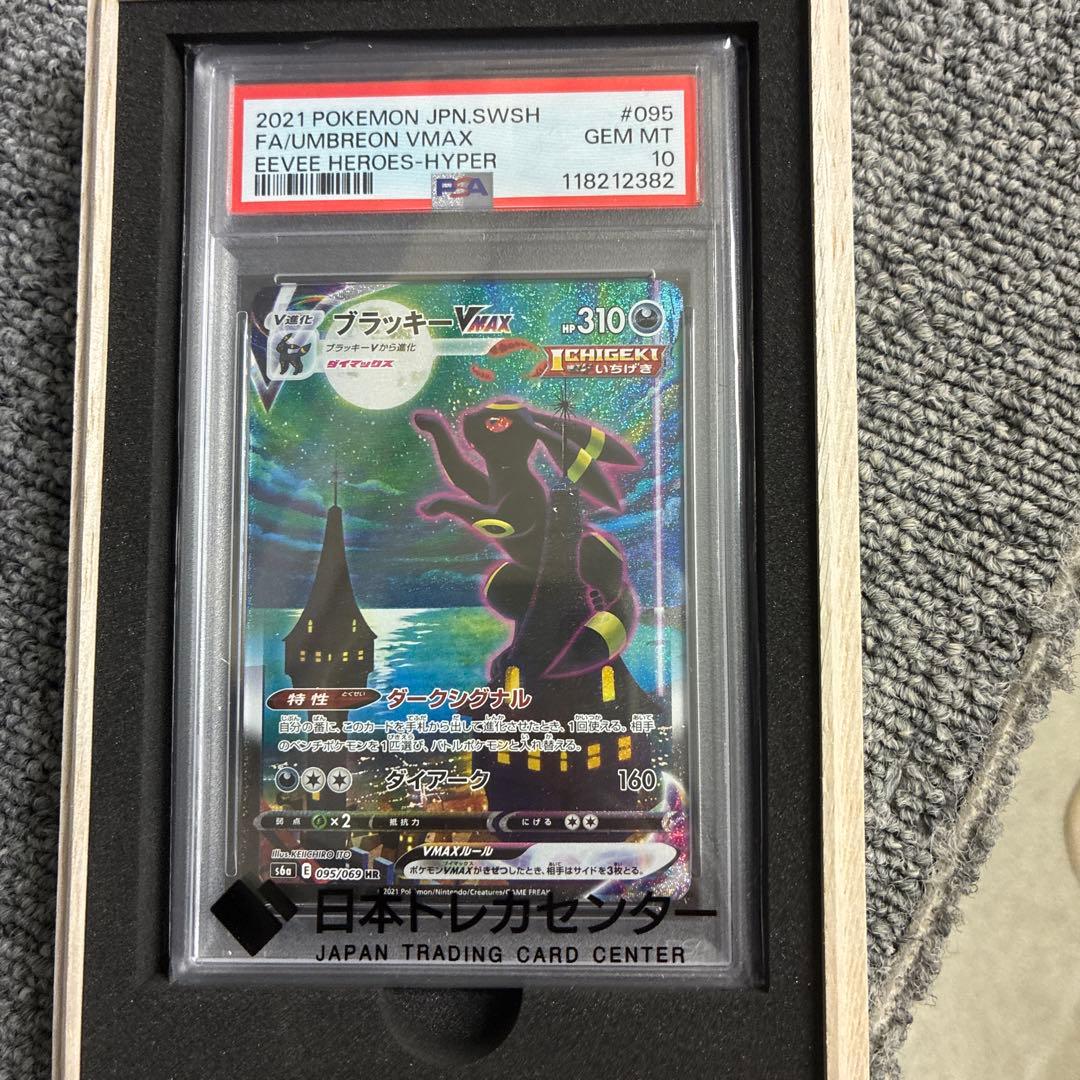 2021 POKEMON JPN.SWSH #095
FA/UMBREON VMAX GEM MT
EEVEE HEROES-HYPER 10
PSA 118212382
V進化 ブラッキーVMAX HP310
ブラッキーVから進化
ダイマックス
ICHIGEKI
いちげき
特性 とくせい ダークシグナル
自分の番に、このカードを手札から出して進化させたとき、1回使える。相手
のベンチポケモンを1匹選び、バトルポケモンと入れ替える。
ダイアーク 160
弱点 ×2 抵抗力 にげる
Illus. KEIICHIRO ITO
VMAXルール
ポケモンVMAXがきぜつしたとき、相手はサイドを3枚とる。
s6a E 095/069 HR
2021 Pokémon/Nintendo/Creatures/GAME FREAK
日本トレカセンター
JAPAN TRADING CARD CENTER